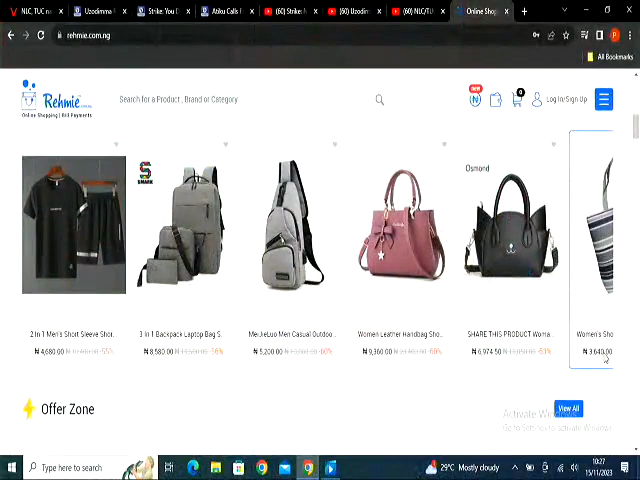 NLC, TUC na
Uzodimma
Strike: You D
Atiku Calls F
(60) Strike: N
(60) Uzodim
(60) NLC/TU
Online Shop
rehmie.com.ng
All Bookmarks
Rehmie.com.ng
Online Shopping | Bill Payments
Search for a Product , Brand or Category
new
0
Log In/Sign Up
SMARK
Osmond
2 In 1 Men's Short Sleeve Shor..
3 In 1 Backpack Laptop Bag S.
MeiJieLuo Men Casual Outdoo..
Women Leather Handbag Sho..
SHARE THIS PRODUCT Woma..
Women's Sho
₦ 4,680.00 -55%
₦ 8,580.00 -56%
₦ 5,200.00 -60%
₦ 9,360.00 -60%
₦ 6,974.50 -51%
₦ 3,640.00
Offer Zone
View All
Activate Windows
Go to Settings to activate Windows.
Type here to search
29°C Mostly cloudy
10:27
15/11/2023